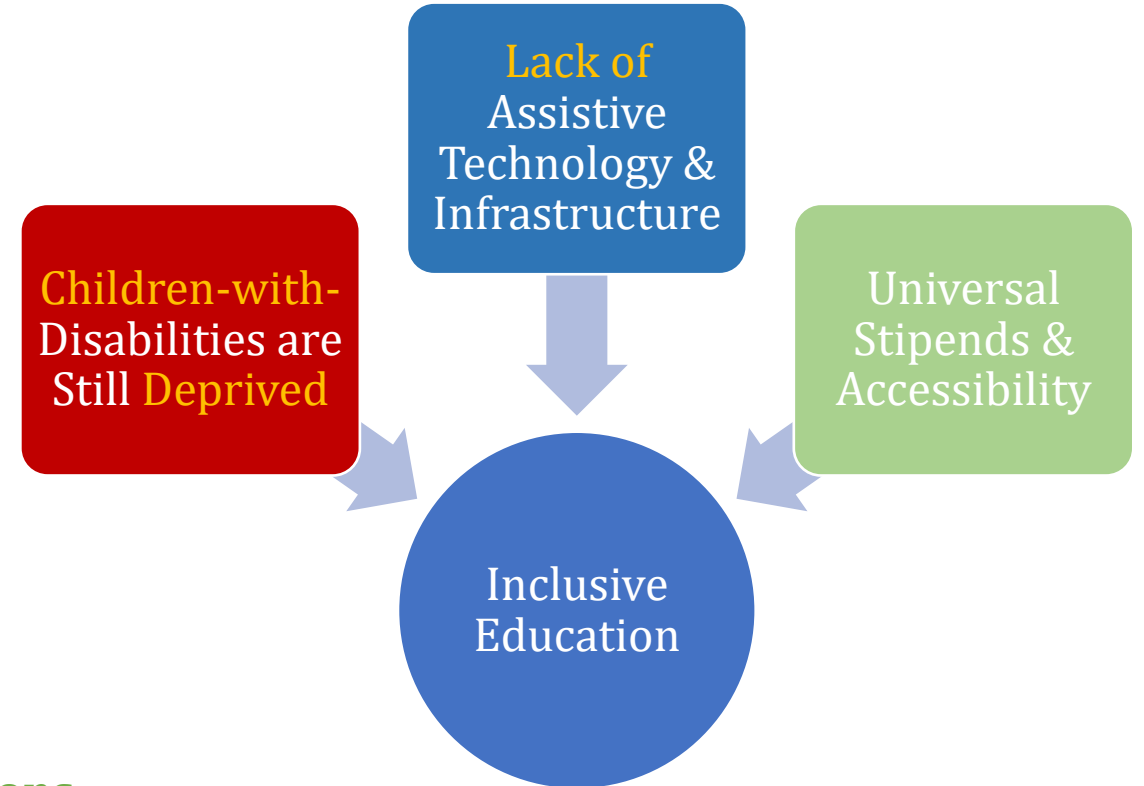 Lack of
Assistive
Technology &
Infrastructure
Children-with-
Disabilities are
Still Deprived
Universal
Stipends &
Accessibility
Inclusive
Education